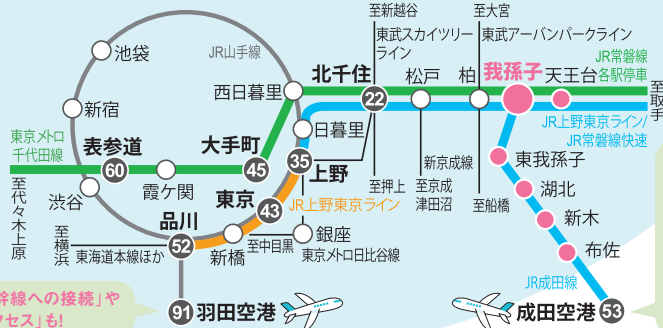 至新越谷
至大宮
東武スカイツリー
ライン
東武アーバンパークライン
池袋
JR山手線
JR常磐線
各駅停車
北千住
22
松戸
柏
我孫子
天王台
西日暮里
至取手
新宿
日暮里
JR上野東京ライン/
JR常磐線快速
東京メトロ
千代田線
表参道
60
大手町
45
35
上野
新京成線
東我孫子
霞ケ関
至代々木上原
渋谷
東京
43
JR上野東京ライン
至押上
至京成
津田沼
至船橋
湖北
品川
52
至横浜
東海道本線ほか
新橋
至中目黒
銀座
東京メトロ日比谷線
新木
布佐
JR成田線
幹線への接続」や
クセス」も!
91
羽田空港
成田空港
53